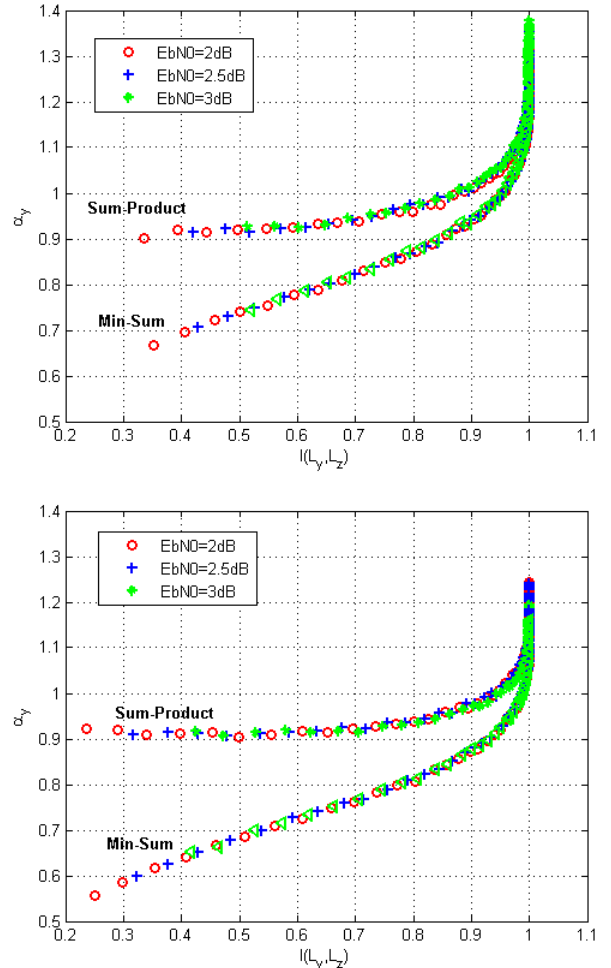 1.4
1.3
1.2
1.1
1
0.9
0.8
0.7
0.6
0.5
α_y
EbN0=2dB
EbN0=2.5dB
EbN0=3dB
Sum-Product
Min-Sum
0.2 0.3 0.4 0.5 0.6 0.7 0.8 0.9 1 1.1
I(L_y,L_z)
1.4
1.3
1.2
1.1
1
0.9
0.8
0.7
0.6
0.5
α_y
EbN0=2dB
EbN0=2.5dB
EbN0=3dB
Sum-Product
Min-Sum
0.2 0.3 0.4 0.5 0.6 0.7 0.8 0.9 1 1.1
I(L_y,L_z)